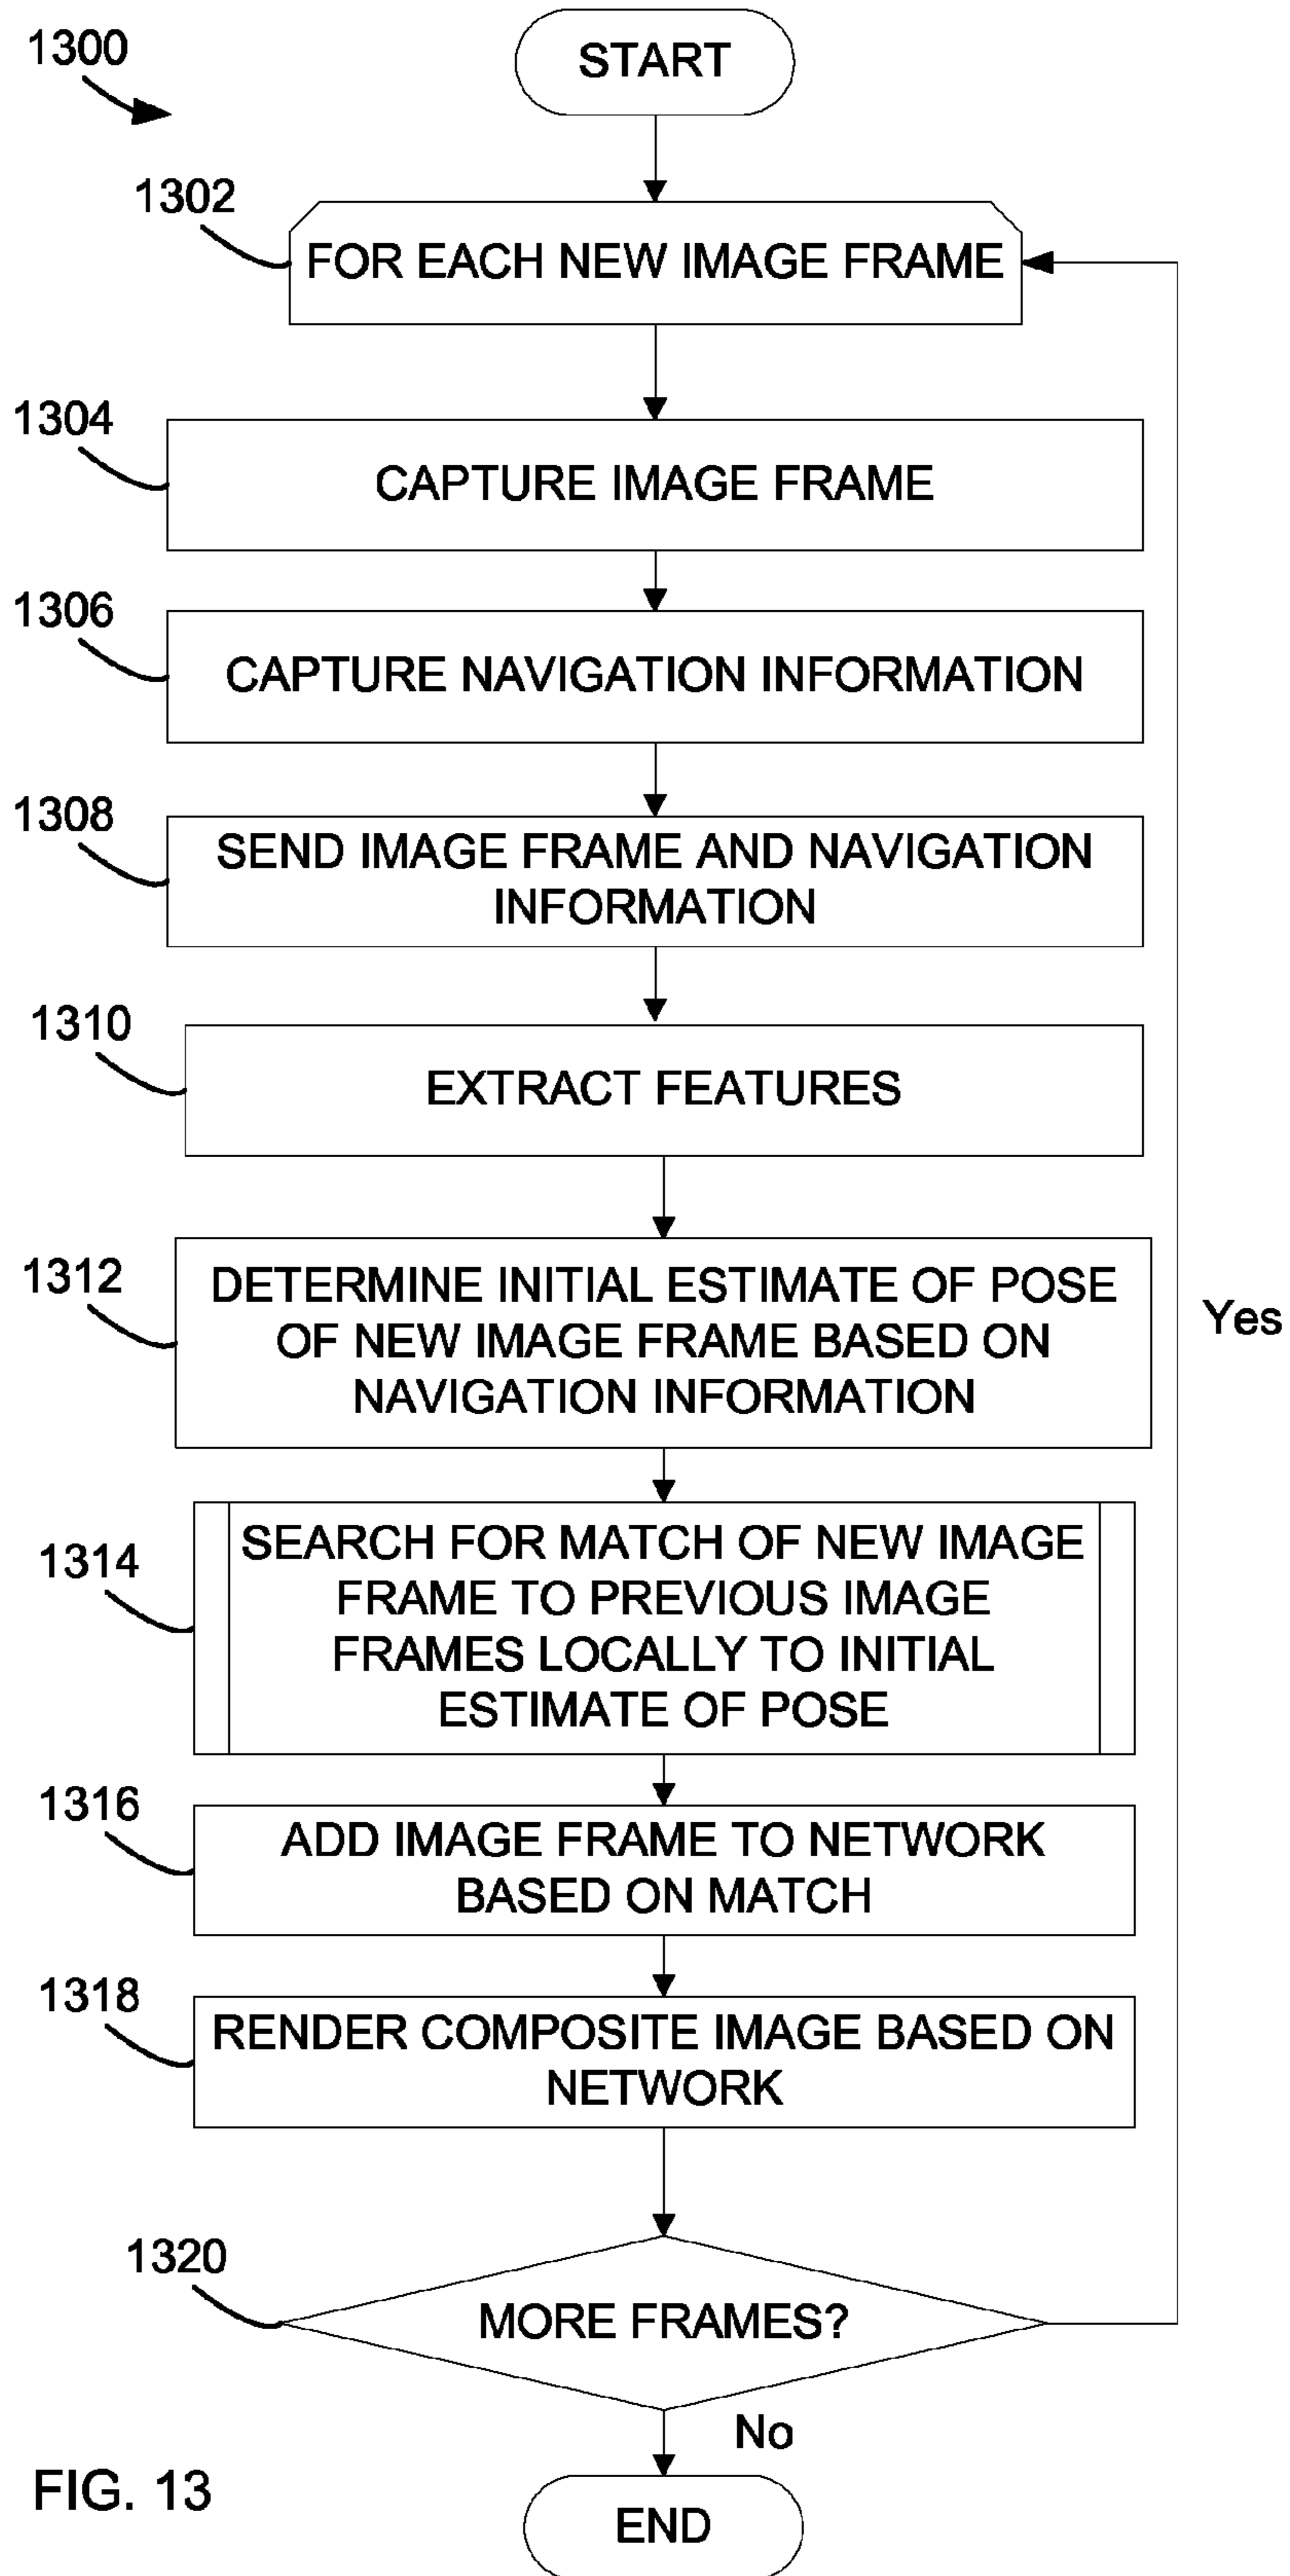 1300
START
1302
FOR EACH NEW IMAGE FRAME
1304
CAPTURE IMAGE FRAME
1306
CAPTURE NAVIGATION INFORMATION
1308
SEND IMAGE FRAME AND NAVIGATION
INFORMATION
1310
EXTRACT FEATURES
1312
DETERMINE INITIAL ESTIMATE OF POSE
OF NEW IMAGE FRAME BASED ON
NAVIGATION INFORMATION
Yes
1314
SEARCH FOR MATCH OF NEW IMAGE
FRAME TO PREVIOUS IMAGE
FRAMES LOCALLY TO INITIAL
ESTIMATE OF POSE
1316
ADD IMAGE FRAME TO NETWORK
BASED ON MATCH
1318
RENDER COMPOSITE IMAGE BASED ON
NETWORK
1320
MORE FRAMES?
No
FIG. 13
END